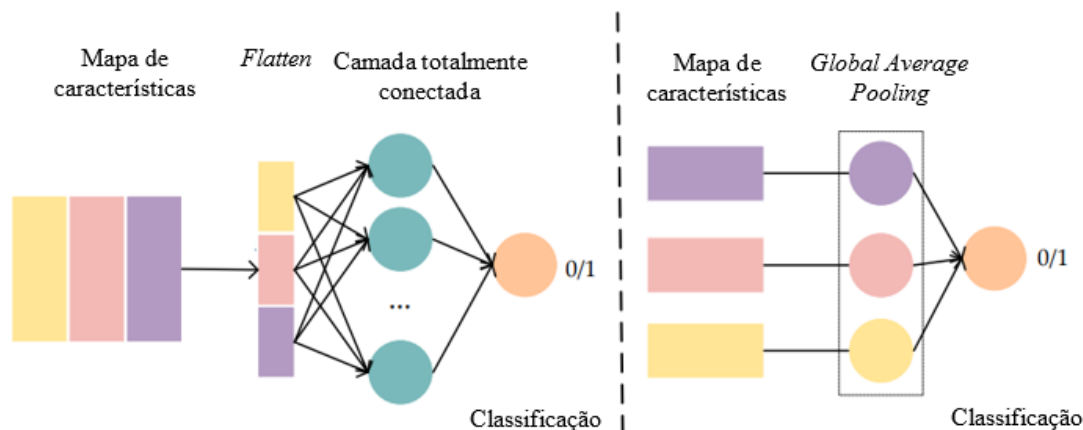 Mapa de
características
Flatten
Camada totalmente
conectada
...
0/1
Classificação
Mapa de
características
Global Average
Pooling
0/1
Classificação